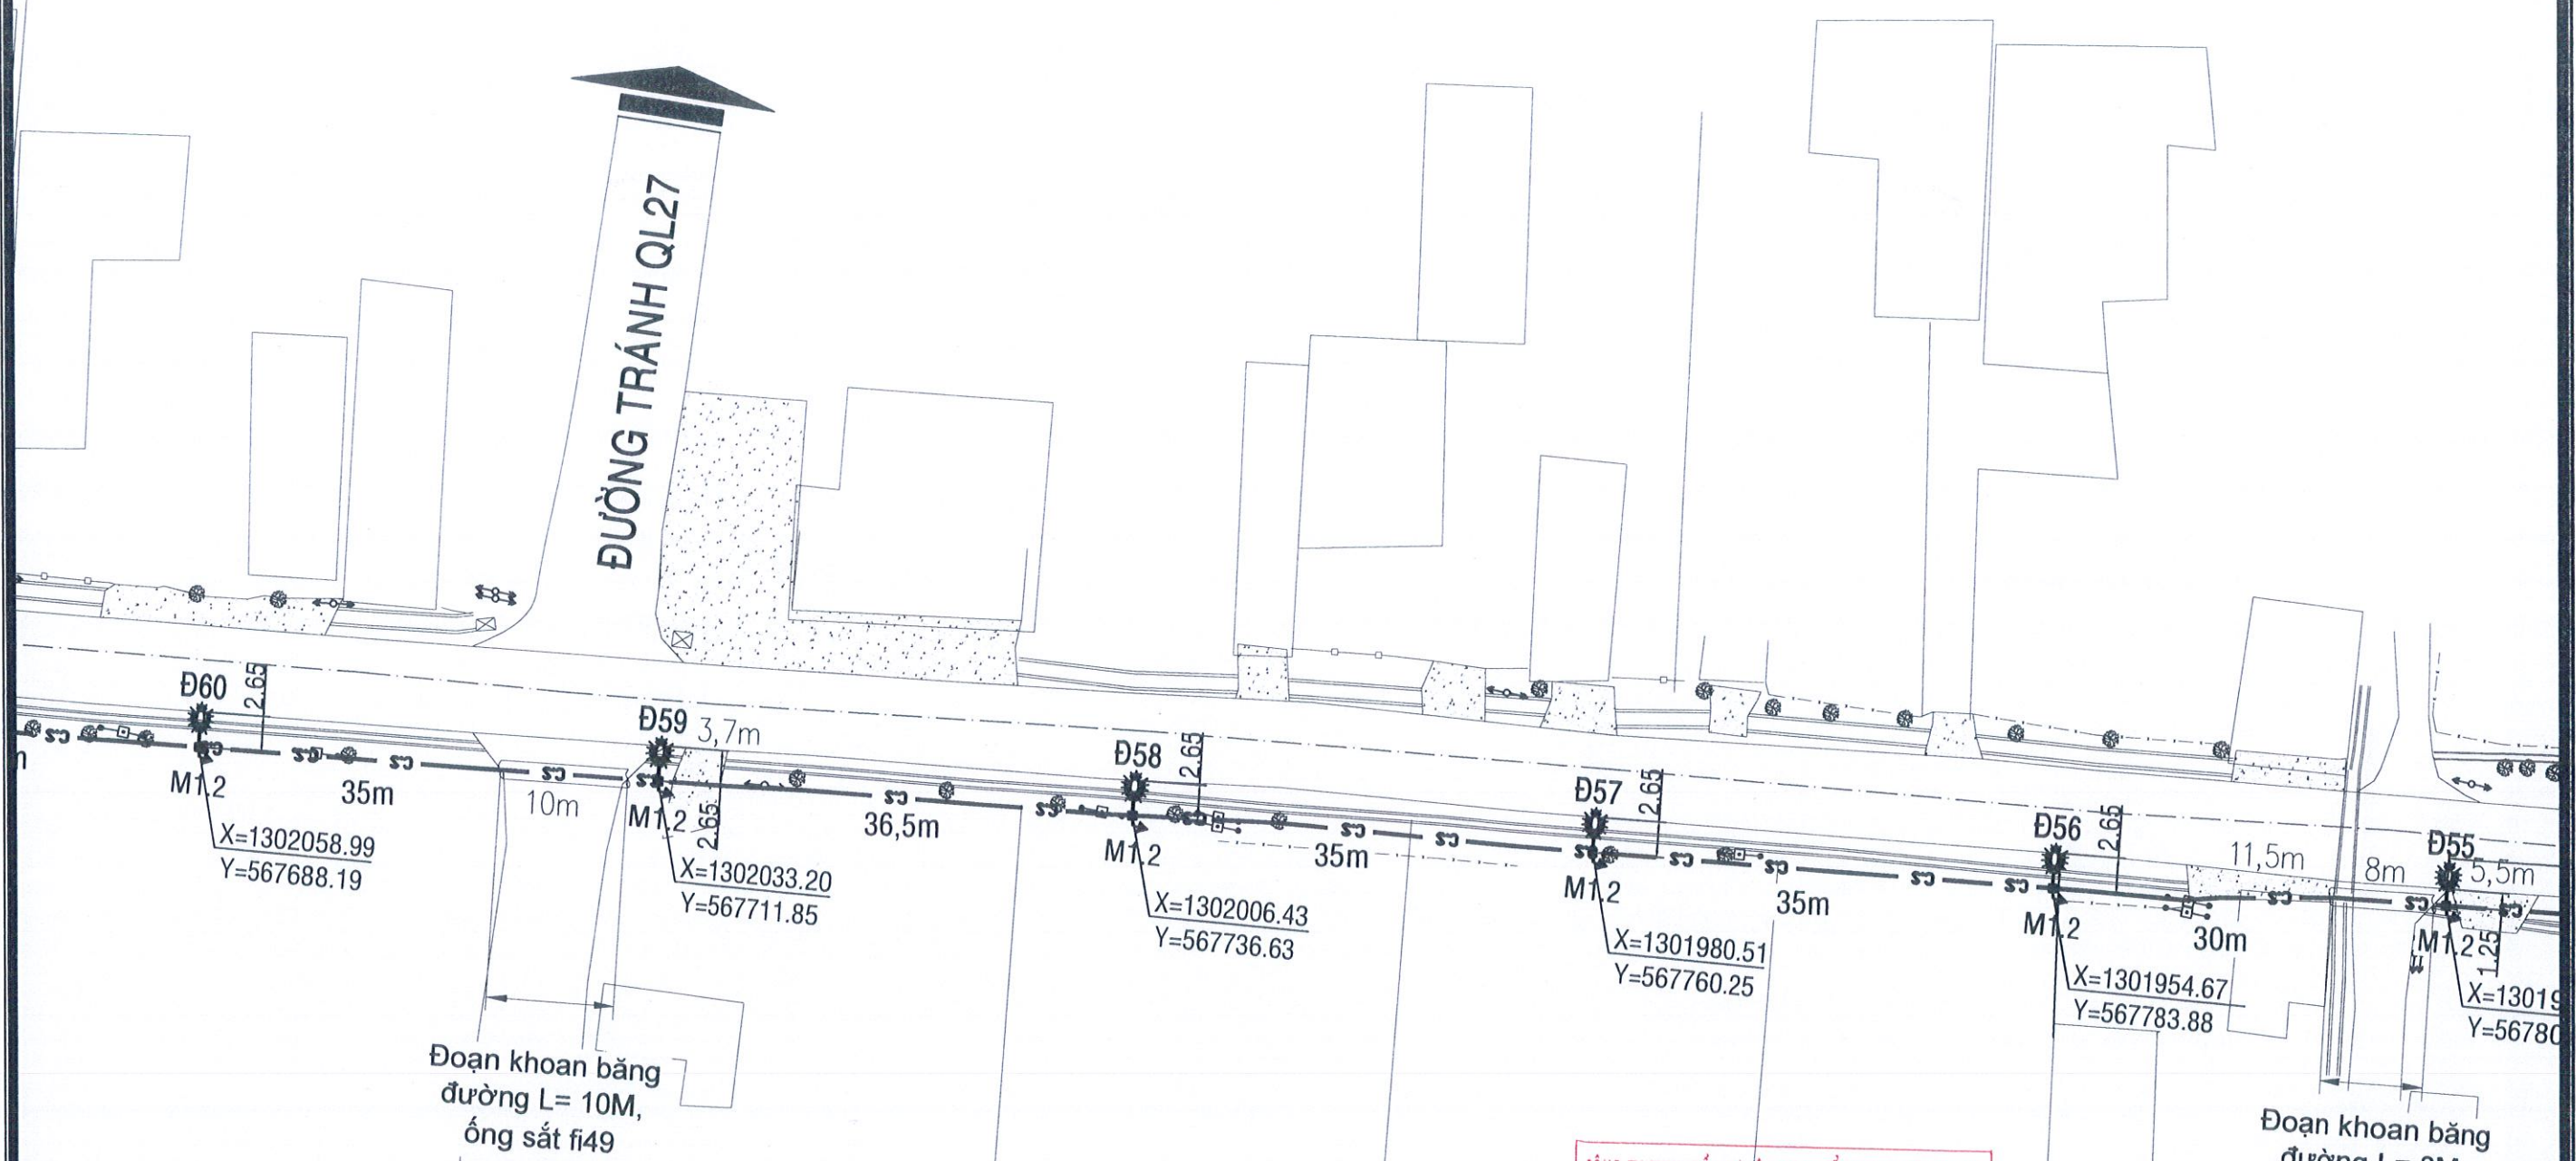 ĐƯỜNG TRÁNH QL27
Đ60
2.65
M1.2
35m
X=1302058.99
Y=567688.19
10m
Đ59
3,7m
M1.2
2.65
X=1302033.20
Y=567711.85
36,5m
Đ58
2.65
M1.2
X=1302006.43
Y=567736.63
35m
Đ57
2.65
M1.2
X=1301980.51
Y=567760.25
35m
Đ56
2.65
M1.2
X=1301954.67
Y=567783.88
11,5m
30m
8m
Đ55
5,5m
M1.2
1.25
X=13019
Y=56780
Đoạn khoan băng
đường L= 10M,
ống sắt fi49
Đoạn khoan băng